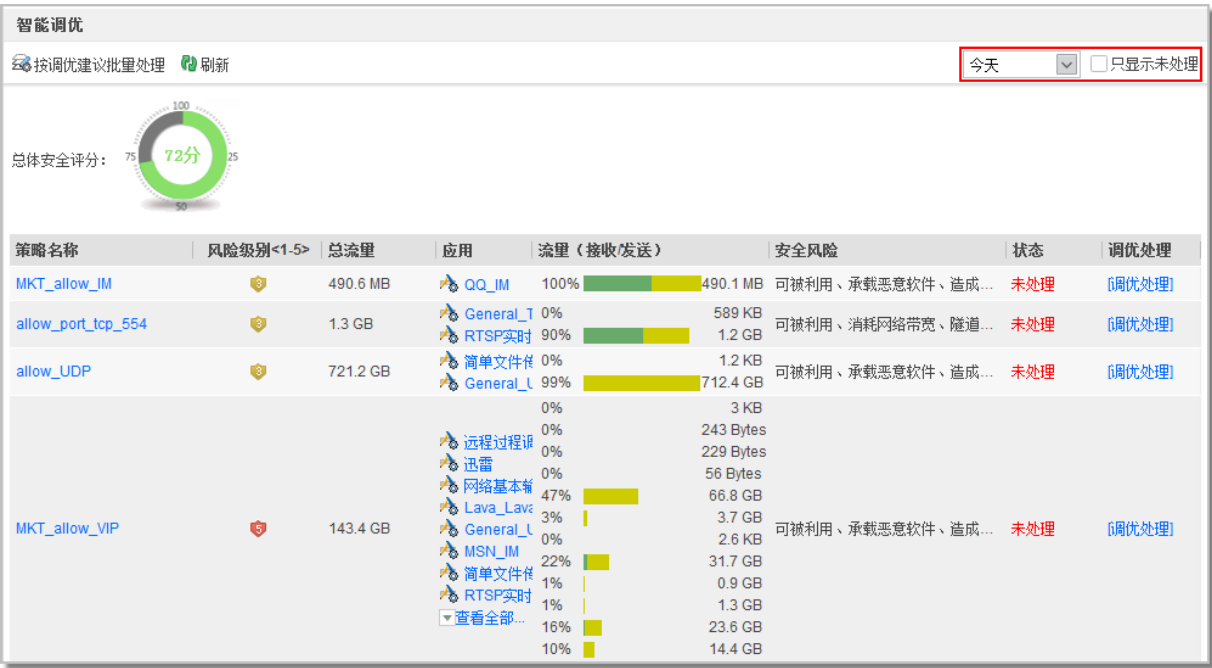 智能调优
按调优建议批量处理 刷新 今天 只显示未处理
100
总体安全评分： 75 72分 25
50
策略名称 风险级别<1-5> 总流量 应用 流量（接收/发送） 安全风险 状态 调优处理
MKT_allow_IM 3 490.6 MB QQ_IM 100% 490.1 MB 可被利用、承载恶意软件、造成... 未处理 [调优处理]
allow_port_tcp_554 3 1.3 GB General_T 0% 589 KB 可被利用、消耗网络带宽、隧道... 未处理 [调优处理]
RTSP实时 90% 1.2 GB
allow_UDP 3 721.2 GB 简单文件传 0% 1.2 KB 可被利用、承载恶意软件、造成... 未处理 [调优处理]
General_U 99% 712.4 GB
MKT_allow_VIP 5 143.4 GB
远程过程调
迅雷
网络基本输
Lava_Lava
General_U
MSN_IM
简单文件传
RTSP实时
查看全部...
0% 3 KB
0% 243 Bytes
0% 229 Bytes
0% 56 Bytes
47% 66.8 GB
3% 3.7 GB
0% 2.6 KB
22% 31.7 GB
1% 0.9 GB
1% 1.3 GB
16% 23.6 GB
10% 14.4 GB
可被利用、承载恶意软件、造成... 未处理 [调优处理]